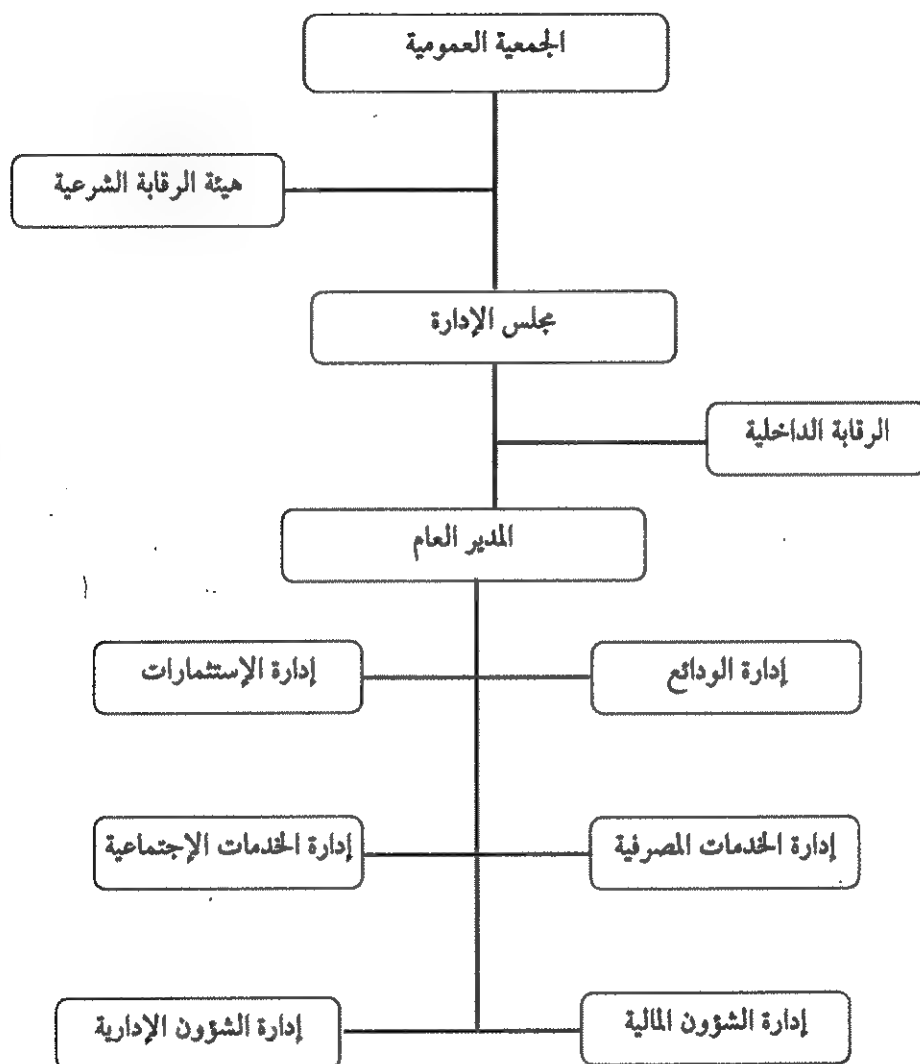 الجمعية العمومية
هيئة الرقابة الشرعية
مجلس الإدارة
الرقابة الداخلية
المدير العام
إدارة الودائع
إدارة الإستثمارات
إدارة الخدمات المصرفية
إدارة الخدمات الإجتماعية
إدارة الشؤون المالية
إدارة الشؤون الإدارية